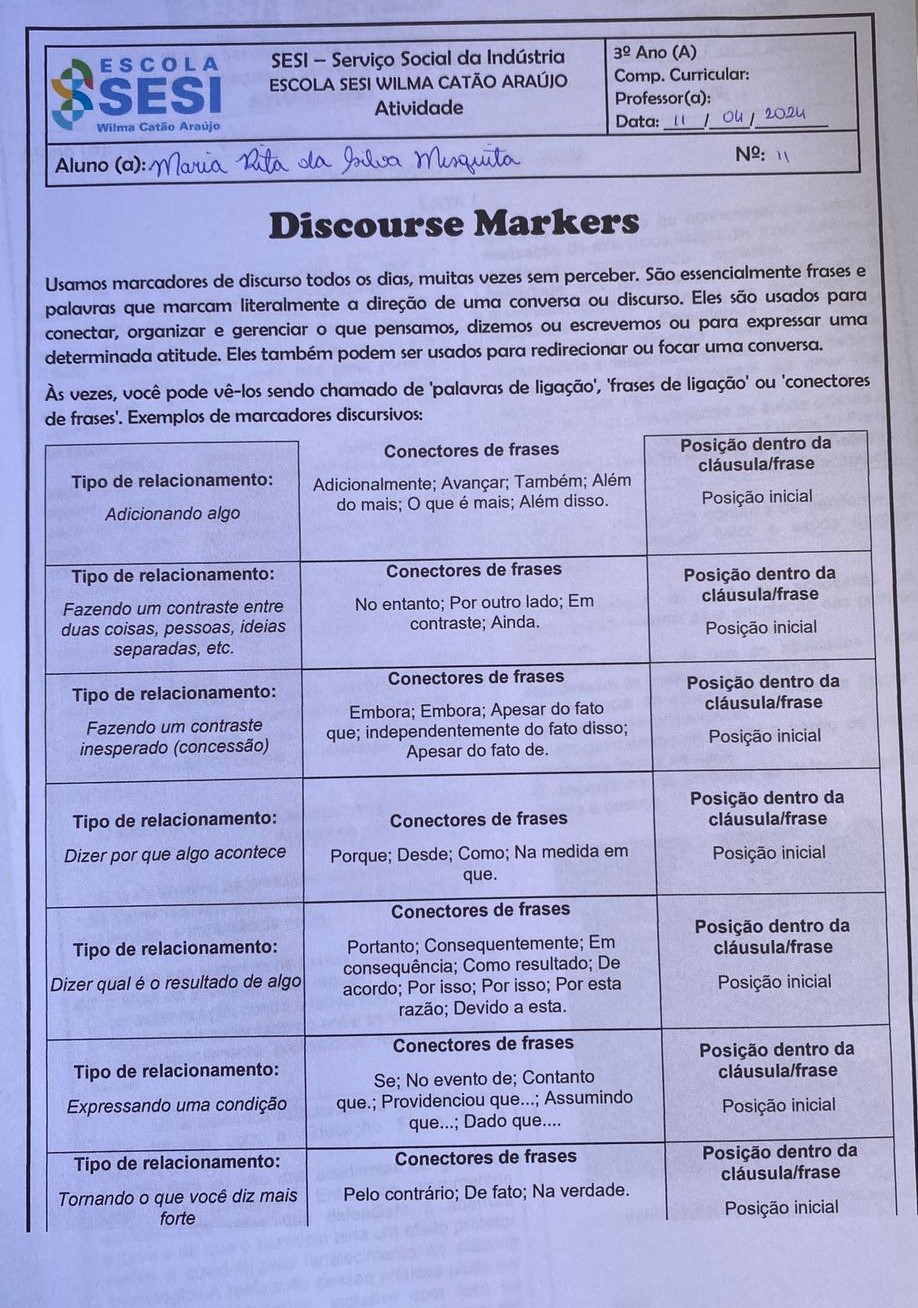 ESCOLA
SESI
Wilma Catão Araújo
SESI – Serviço Social da Indústria
ESCOLA SESI WILMA CATÃO ARAÚJO
Atividade
3º Ano (A)
Comp. Curricular:
Professor(a):
Data: 11 / 04 / 2024
Aluno (a): Maria Rita da Silva Mesquita
Nº: 11
Discourse Markers
Usamos marcadores de discurso todos os dias, muitas vezes sem perceber. São essencialmente frases e
palavras que marcam literalmente a direção de uma conversa ou discurso. Eles são usados para
conectar, organizar e gerenciar o que pensamos, dizemos ou escrevemos ou para expressar uma
determinada atitude. Eles também podem ser usados para redirecionar ou focar uma conversa.
Às vezes, você pode vê-los sendo chamado de 'palavras de ligação', 'frases de ligação' ou 'conectores
de frases'. Exemplos de marcadores discursivos:
Tipo de relacionamento:
Adicionando algo
Conectores de frases
Adicionalmente; Avançar; Também; Além
do mais; O que é mais; Além disso.
Posição dentro da
cláusula/frase
Posição inicial
Tipo de relacionamento:
Fazendo um contraste entre
duas coisas, pessoas, ideias
separadas, etc.
Conectores de frases
No entanto; Por outro lado; Em
contraste; Ainda.
Posição dentro da
cláusula/frase
Posição inicial
Tipo de relacionamento:
Fazendo um contraste
inesperado (concessão)
Conectores de frases
Embora; Embora; Apesar do fato
que; independentemente do fato disso;
Apesar do fato de.
Posição dentro da
cláusula/frase
Posição inicial
Tipo de relacionamento:
Dizer por que algo acontece
Conectores de frases
Porque; Desde; Como; Na medida em
que.
Posição dentro da
cláusula/frase
Posição inicial
Tipo de relacionamento:
Dizer qual é o resultado de algo
Conectores de frases
Portanto; Consequentemente; Em
consequência; Como resultado; De
acordo; Por isso; Por isso; Por esta
razão; Devido a esta.
Posição dentro da
cláusula/frase
Posição inicial
Tipo de relacionamento:
Expressando uma condição
Conectores de frases
Se; No evento de; Contanto
que.; Providenciou que...; Assumindo
que...; Dado que....
Posição dentro da
cláusula/frase
Posição inicial
Tipo de relacionamento:
Tornando o que você diz mais
forte
Conectores de frases
Pelo contrário; De fato; Na verdade.
Posição dentro da
cláusula/frase
Posição inicial